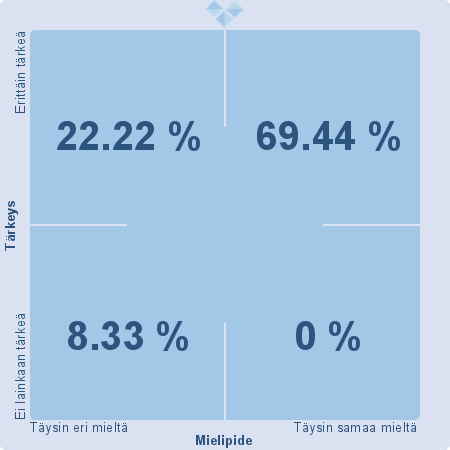 Erittäin tärkeä
22.22 %
69.44 %
Tärkeys
8.33 %
0 %
Ei lainkaan tärkeä
Täysin eri mieltä
Täysin samaa mieltä
Mielipide